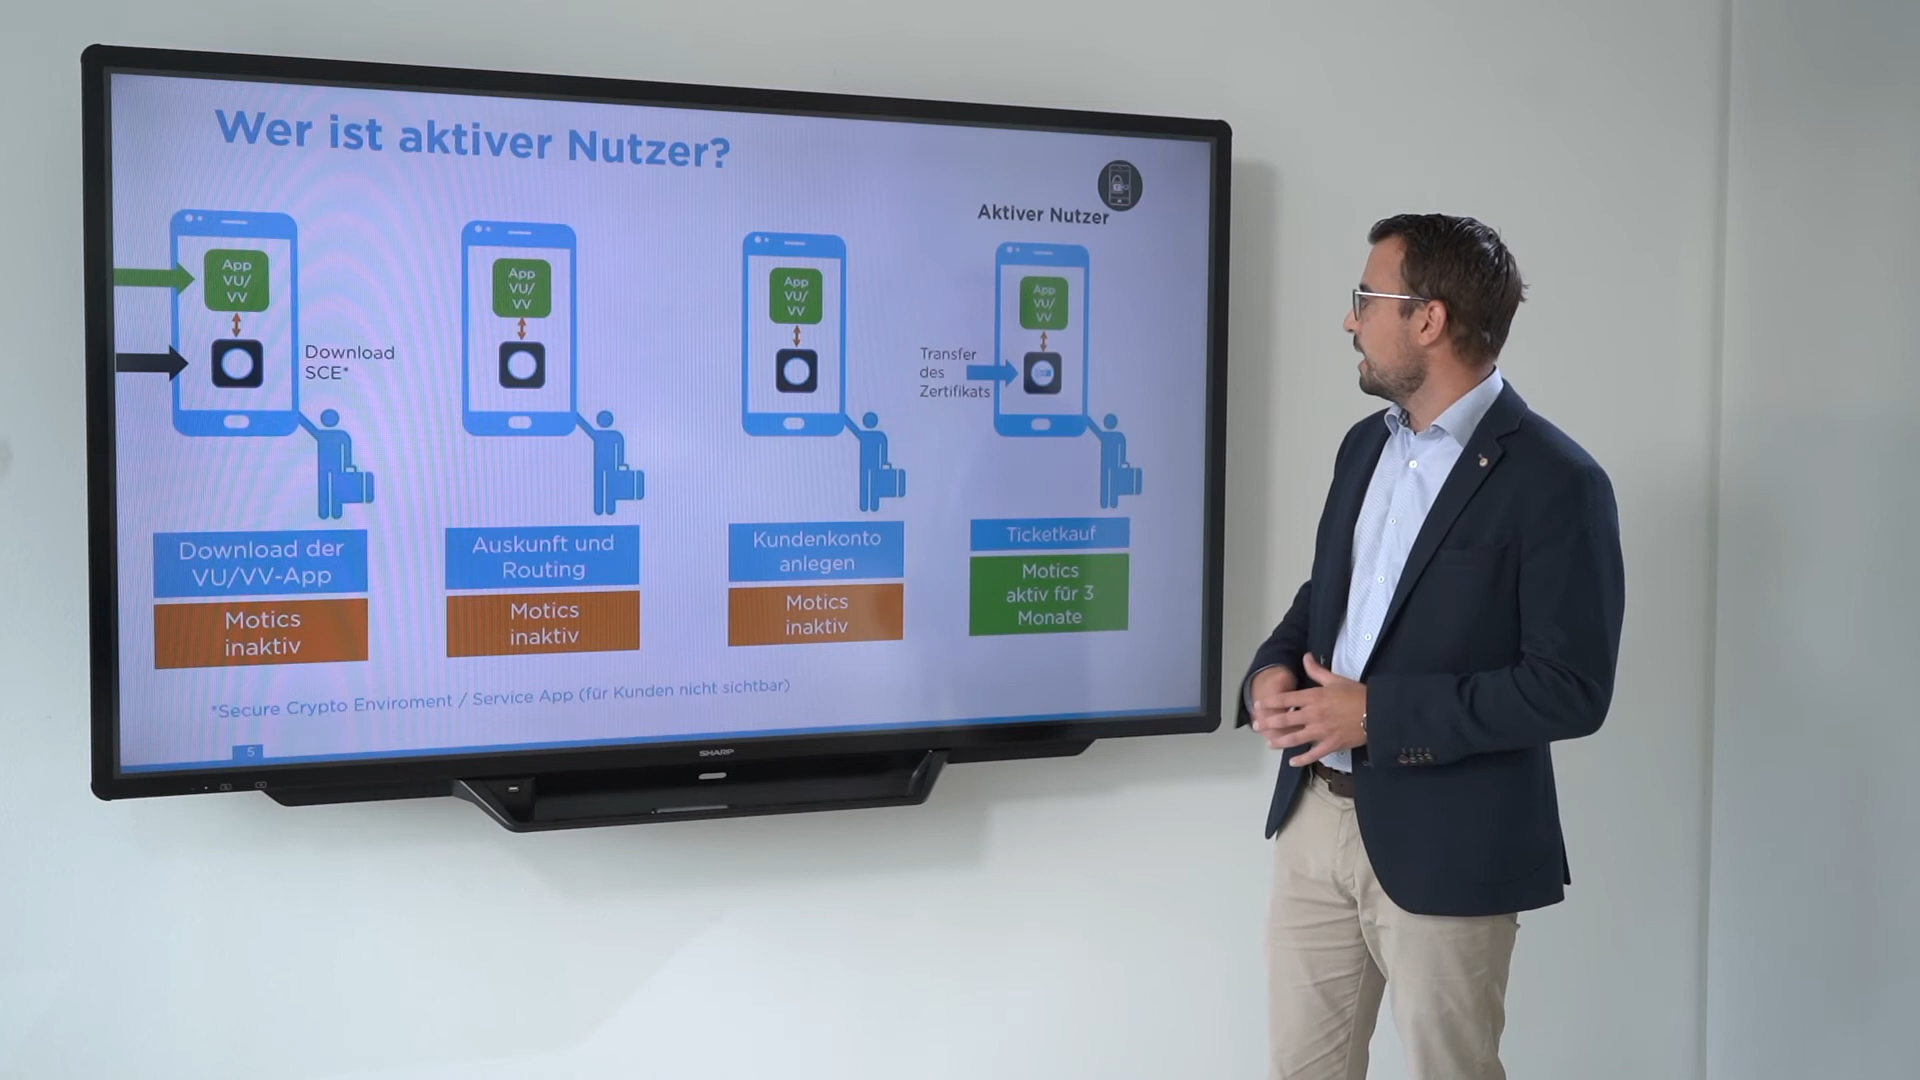 Wer ist aktiver Nutzer?
Aktiver Nutzer
App
VU/
VV
Download
SCE*
App
VU/
VV
App
VU/
VV
App
VU/
VV
Transfer
des
Zertifikats
Download der
VU/VV-App
Motics
inaktiv
Auskunft und
Routing
Motics
inaktiv
Kundenkonto
anlegen
Motics
inaktiv
Ticketkauf
Motics
aktiv für 3
Monate
*Secure Crypto Enviroment / Service App (für Kunden nicht sichtbar)
5
SHARP